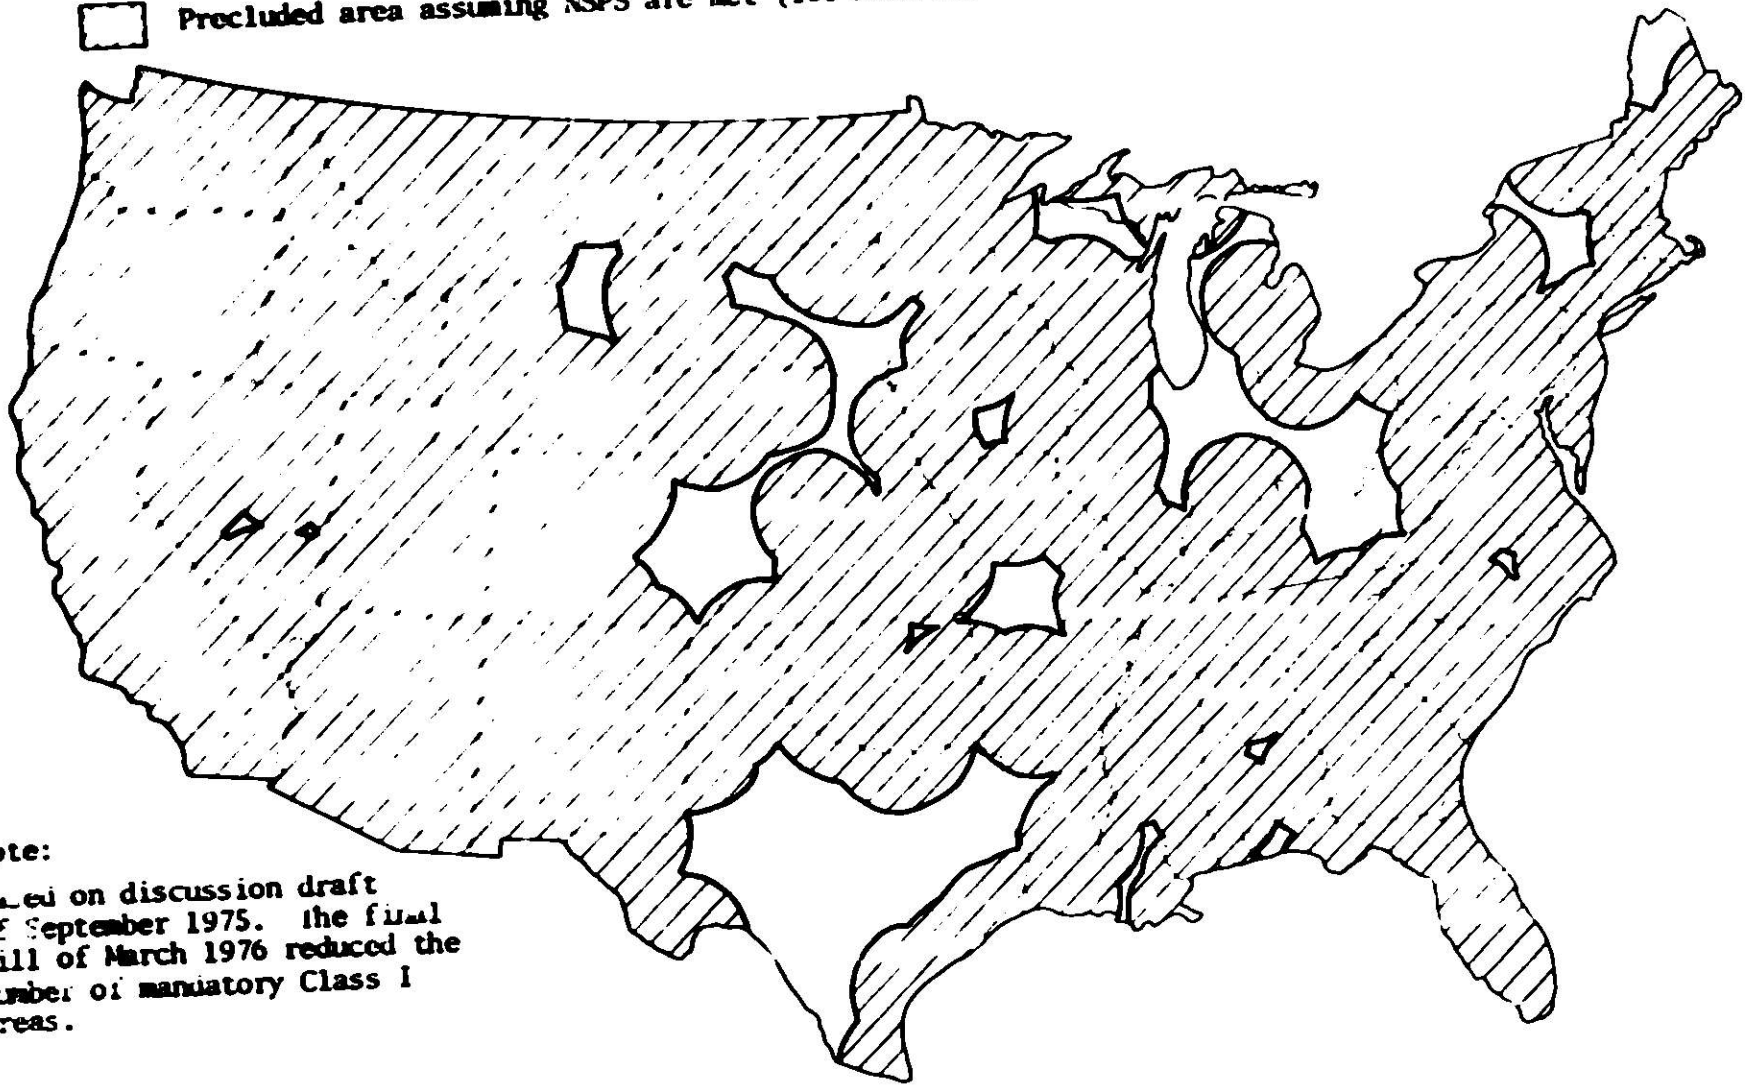 Precluded area assuming NSPS are met
ote:
on discussion draft
September 1975. The final
ill of March 1976 reduced the
mandatory Class I
reas.